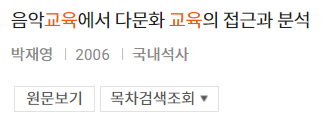 음악교육에서 다문화 교육의 접근과 분석
박재영 | 2006 | 국내석사
원문보기 목차검색조회 ▼